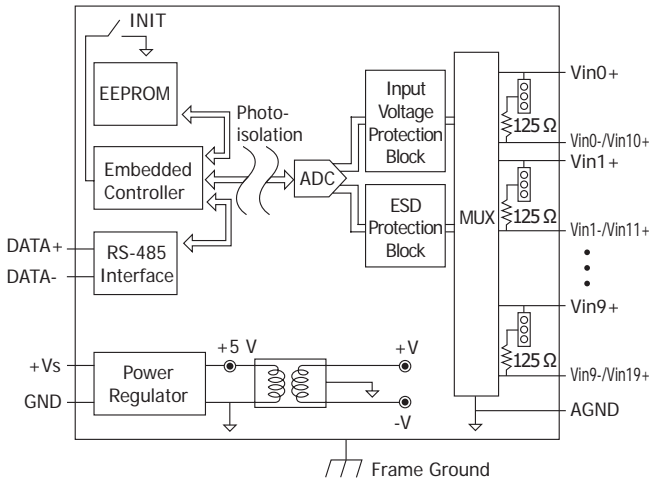 INIT
EEPROM
Photo-
isolation
Embedded
Controller
ADC
Input
Voltage
Protection
Block
ESD
Protection
Block
MUX
DATA+
DATA-
RS-485
Interface
+Vs
GND
Power
Regulator
+5 V
+V
-V
Vin0+
125 Ω
Vin0-/Vin10+
Vin1+
125 Ω
Vin1-/Vin11+
Vin9+
125 Ω
Vin9-/Vin19+
AGND
Frame Ground